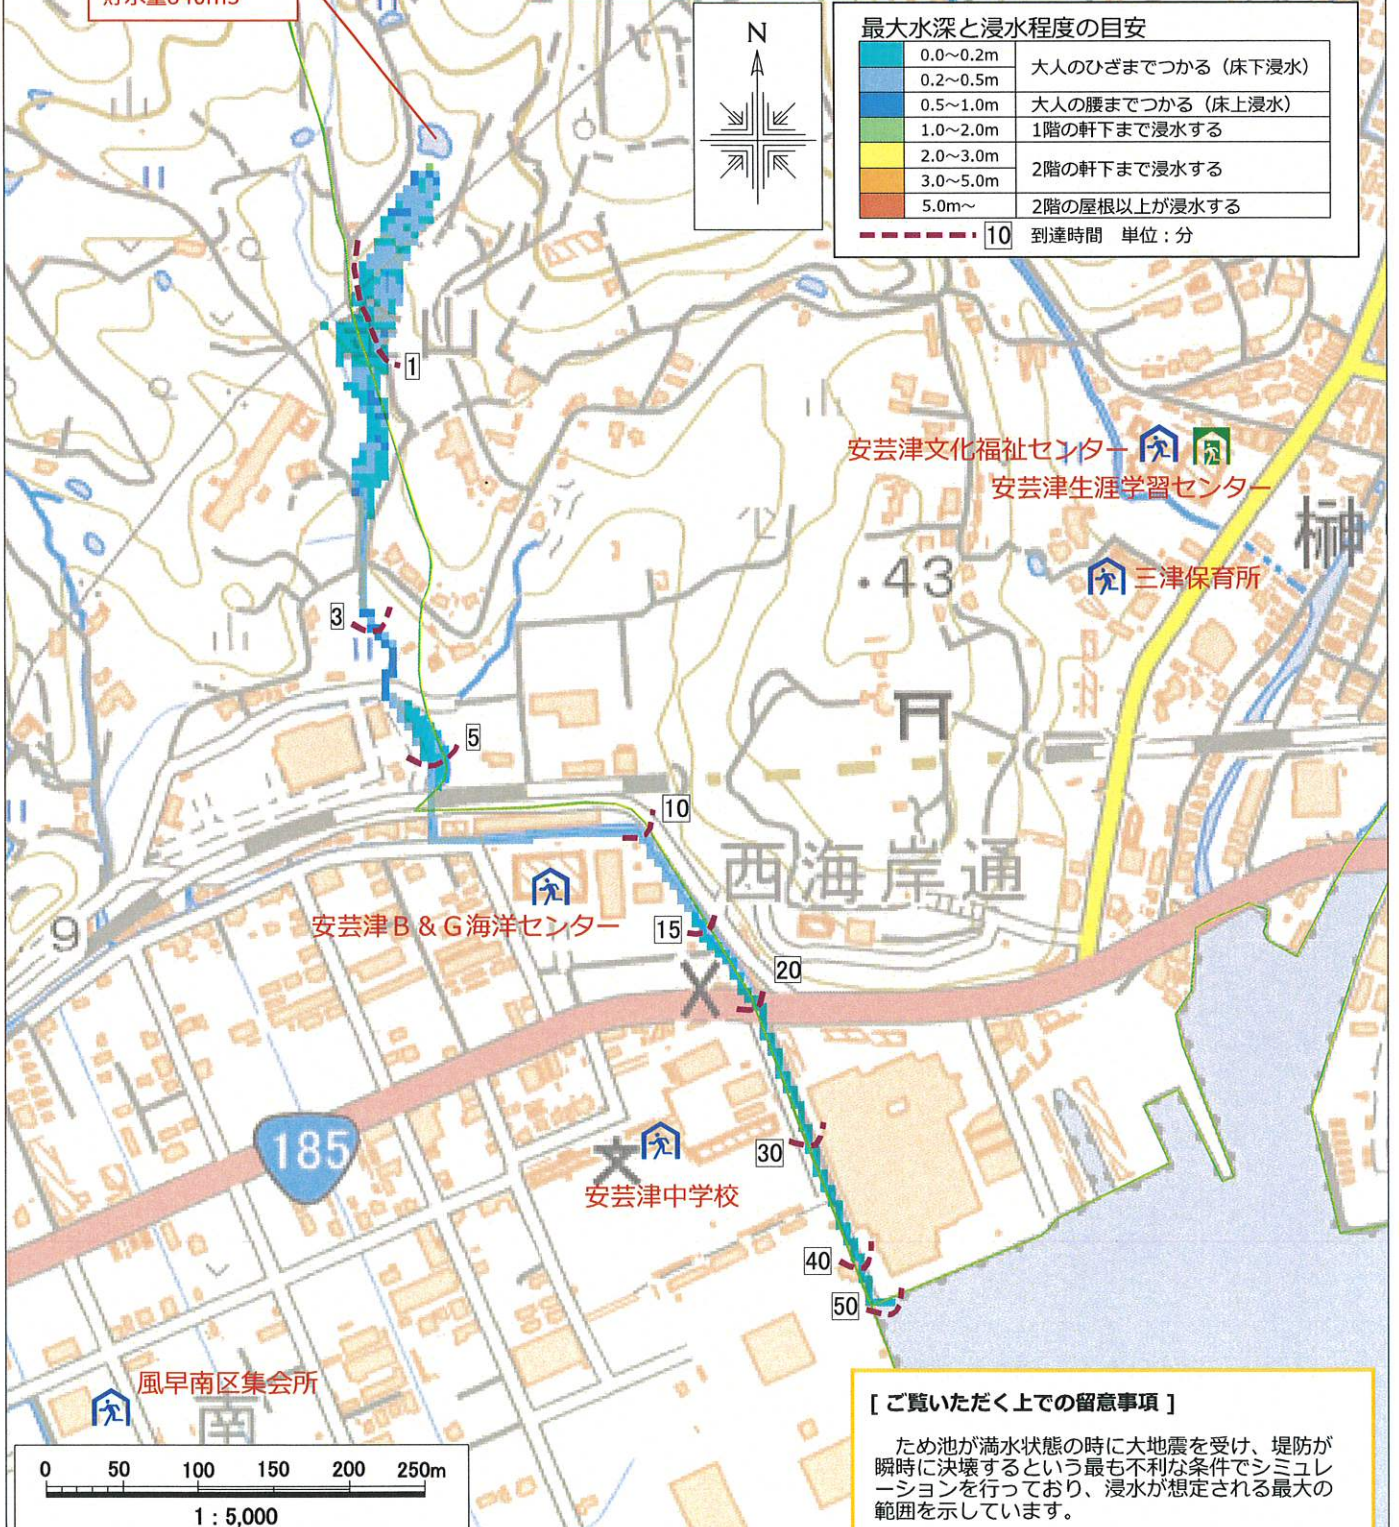 N
最大水深と浸水程度の目安
0.0～0.2m
大人のひざまでつかる（床下浸水）
0.2～0.5m
0.5～1.0m 大人の腰までつかる（床上浸水）
1.0～2.0m 1階の軒下まで浸水する
2.0～3.0m
2階の軒下まで浸水する
3.0～5.0m
5.0m～ 2階の屋根以上が浸水する
10 到達時間 単位：分
山
1
安芸津文化福祉センター
安芸津生涯学習センター
榊
・43
三津保育所
3
5
10
西海岸通
9
安芸津Ｂ＆Ｇ海洋センター
15
20
185
30
安芸津中学校
40
50
風早南区集会所
南
0 50 100 150 200 250m
1：5,000
[ ご覧いただく上での留意事項 ]
ため池が満水状態の時に大地震を受け、堤防が
瞬時に決壊するという最も不利な条件でシミュレ
ーションを行っており、浸水が想定される最大の
範囲を示しています。